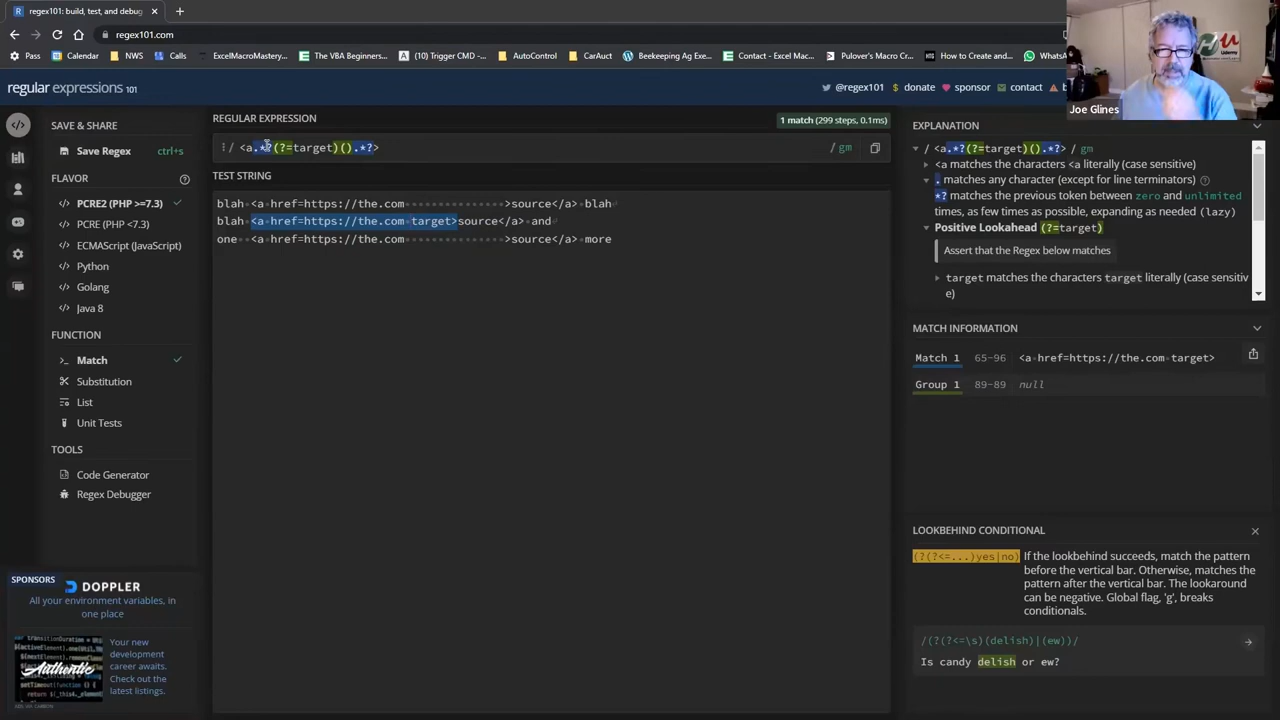 regex101: build, test, and debug
regex101.com
Pass
Calendar
NWS
Calls
ExcelMacroMastery
The VBA Beginners...
(10) Trigger CMD -...
AutoControl
CarAuct
Beekeeping Ag Exe...
Contact - Excel Mac...
Pulover's Macro Cr...
How to Create and...
WhatsA
regular expressions 101
@regex101
$ donate
sponsor
contact
Joe Glines
SAVE & SHARE
Save Regex
ctrl+s
FLAVOR
PCRE2 (PHP >=7.3)
PCRE (PHP <7.3)
ECMAScript (JavaScript)
Python
Golang
Java 8
FUNCTION
Match
Substitution
List
Unit Tests
TOOLS
Code Generator
Regex Debugger
SPONSORS
DOPPLER
All your environment variables, in
one place
Authentic
Your new
development
career awaits.
Check out the
latest listings.
REGULAR EXPRESSION
1 match (299 steps, 0.1ms)
/ <a.*?(?=target)().*?>
/ gm
TEST STRING
blah <a href=https://the.com ·············>source</a> blah
blah <a href=https://the.com target>source</a> and
one  <a href=https://the.com ·············>source</a> more
EXPLANATION
/ <a.*?(?=target)().*?> / gm
<a matches the characters <a literally (case sensitive)
. matches any character (except for line terminators)
*? matches the previous token between zero and unlimited
times, as few times as possible, expanding as needed (lazy)
Positive Lookahead (?=target)
Assert that the Regex below matches
target matches the characters target literally (case sensitiv
e)
MATCH INFORMATION
Match 1 65-96 <a href=https://the.com target>
Group 1 89-89 null
LOOKBEHIND CONDITIONAL
(?(?<=...)yes|no) If the lookbehind succeeds, match the pattern
before the vertical bar. Otherwise, matches the
pattern after the vertical bar. The lookaround
can be negative. Global flag, 'g', breaks
conditionals.
/(?(?<=\s)(delish)|(ew))/
Is candy delish or ew?